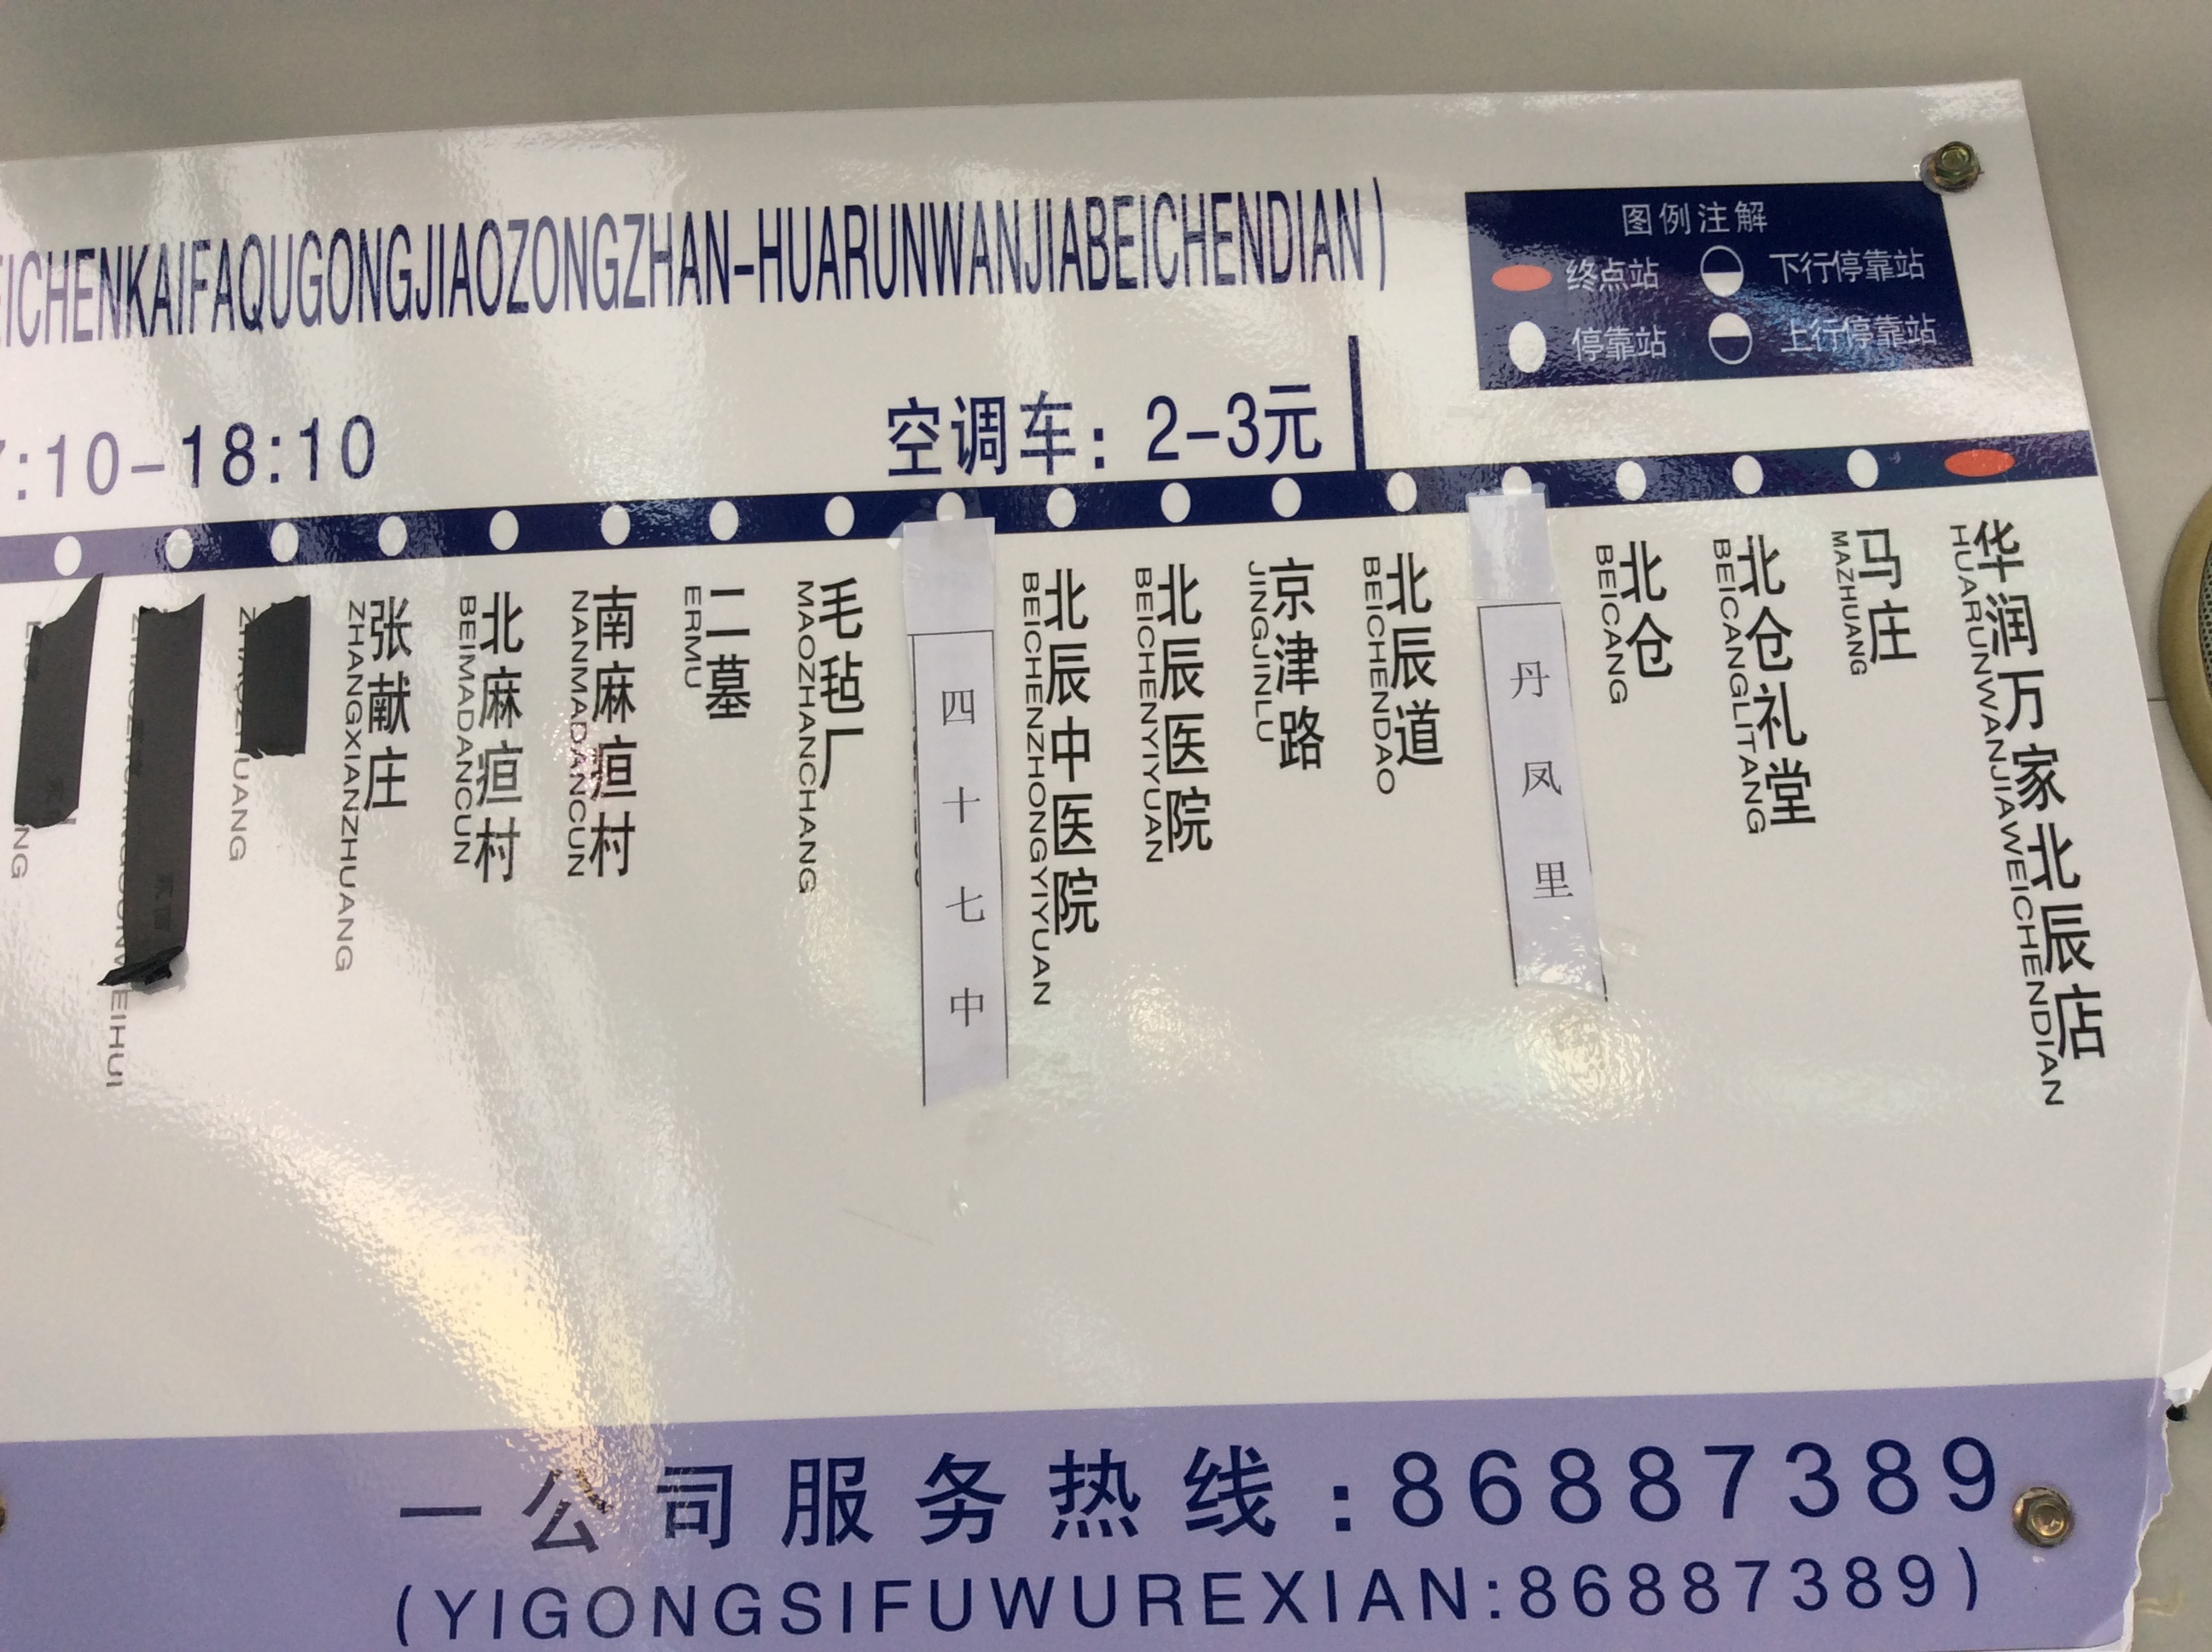 EICHENKAIFAQUGONGJIAOZONGZHAN-HUARUNWANJIABEICHENDIAN)
图例注解
终点站 下行停靠站
停靠站 上行停靠站
:10-18:10
空调车: 2-3元
张献庄
ZHANGXIANZHUANG
北麻疸村
BEIMADANCUN
南麻疸村
NANMADANCUN
二墓
ERMU
毛毡厂
MAOZHANCHANG
四十七中
北辰中医院
BEICHENZHONGYIYUAN
北辰医院
BEICHENYIYUAN
京津路
JINGJINLU
北辰道
BEICHENDAO
丹凤里
北仓
BEICANG
北仓礼堂
BEICANGLITANG
马庄
MAZHUANG
华润万家北辰店
HUARUNWANJIAWEICHENDIAN
一公司服务热线:86887389
(YIGONGSIFUWUREXIAN:86887389)